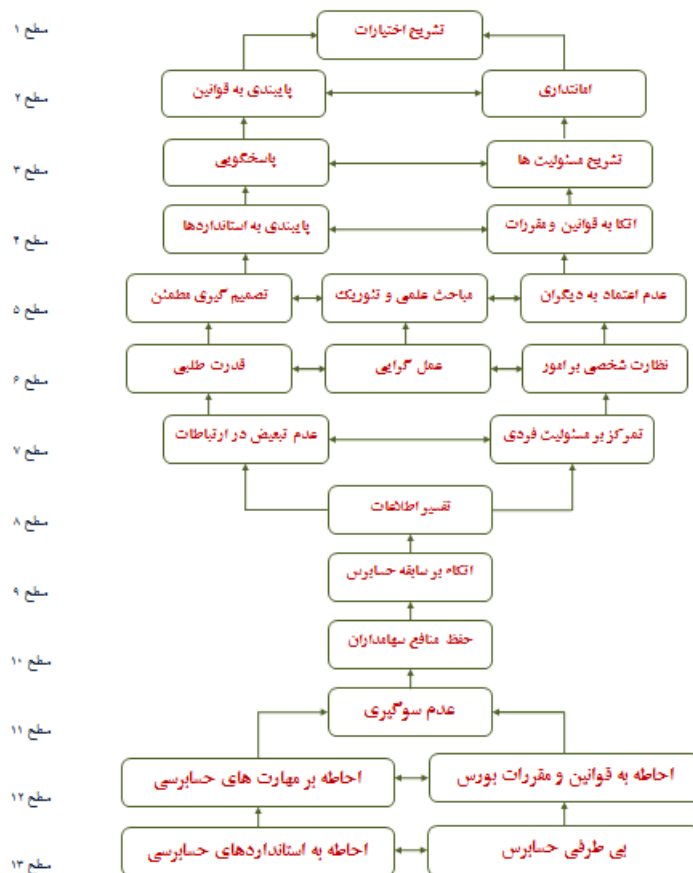 سطح ۱
تشریح اختیارات
سطح ۲
امانتداری
پایبندی به قوانین
سطح ۳
تشریح مسئولیت ها
پاسخگویی
سطح ۴
اتکا به قوانین و مقررات
پایبندی به استانداردها
سطح ۵
عدم اعتماد به دیگران
مباحث علمی و تئوریک
تصمیم گیری مطمئن
سطح ۶
نظارت شخصی بر امور
عمل گرایی
قدرت طلبی
سطح ۷
تمرکز بر مسئولیت فردی
عدم تبعیض در ارتباطات
سطح ۸
تفسیر اطلاعات
سطح ۹
اتکاء بر سابقه حسابرس
سطح ۱۰
حفظ منافع سهامداران
سطح ۱۱
عدم سوگیری
سطح ۱۲
احاطه به قوانین و مقررات بورس
احاطه بر مهارت های حسابرسی
سطح ۱۳
بی طرفی حسابرس
احاطه به استانداردهای حسابرسی